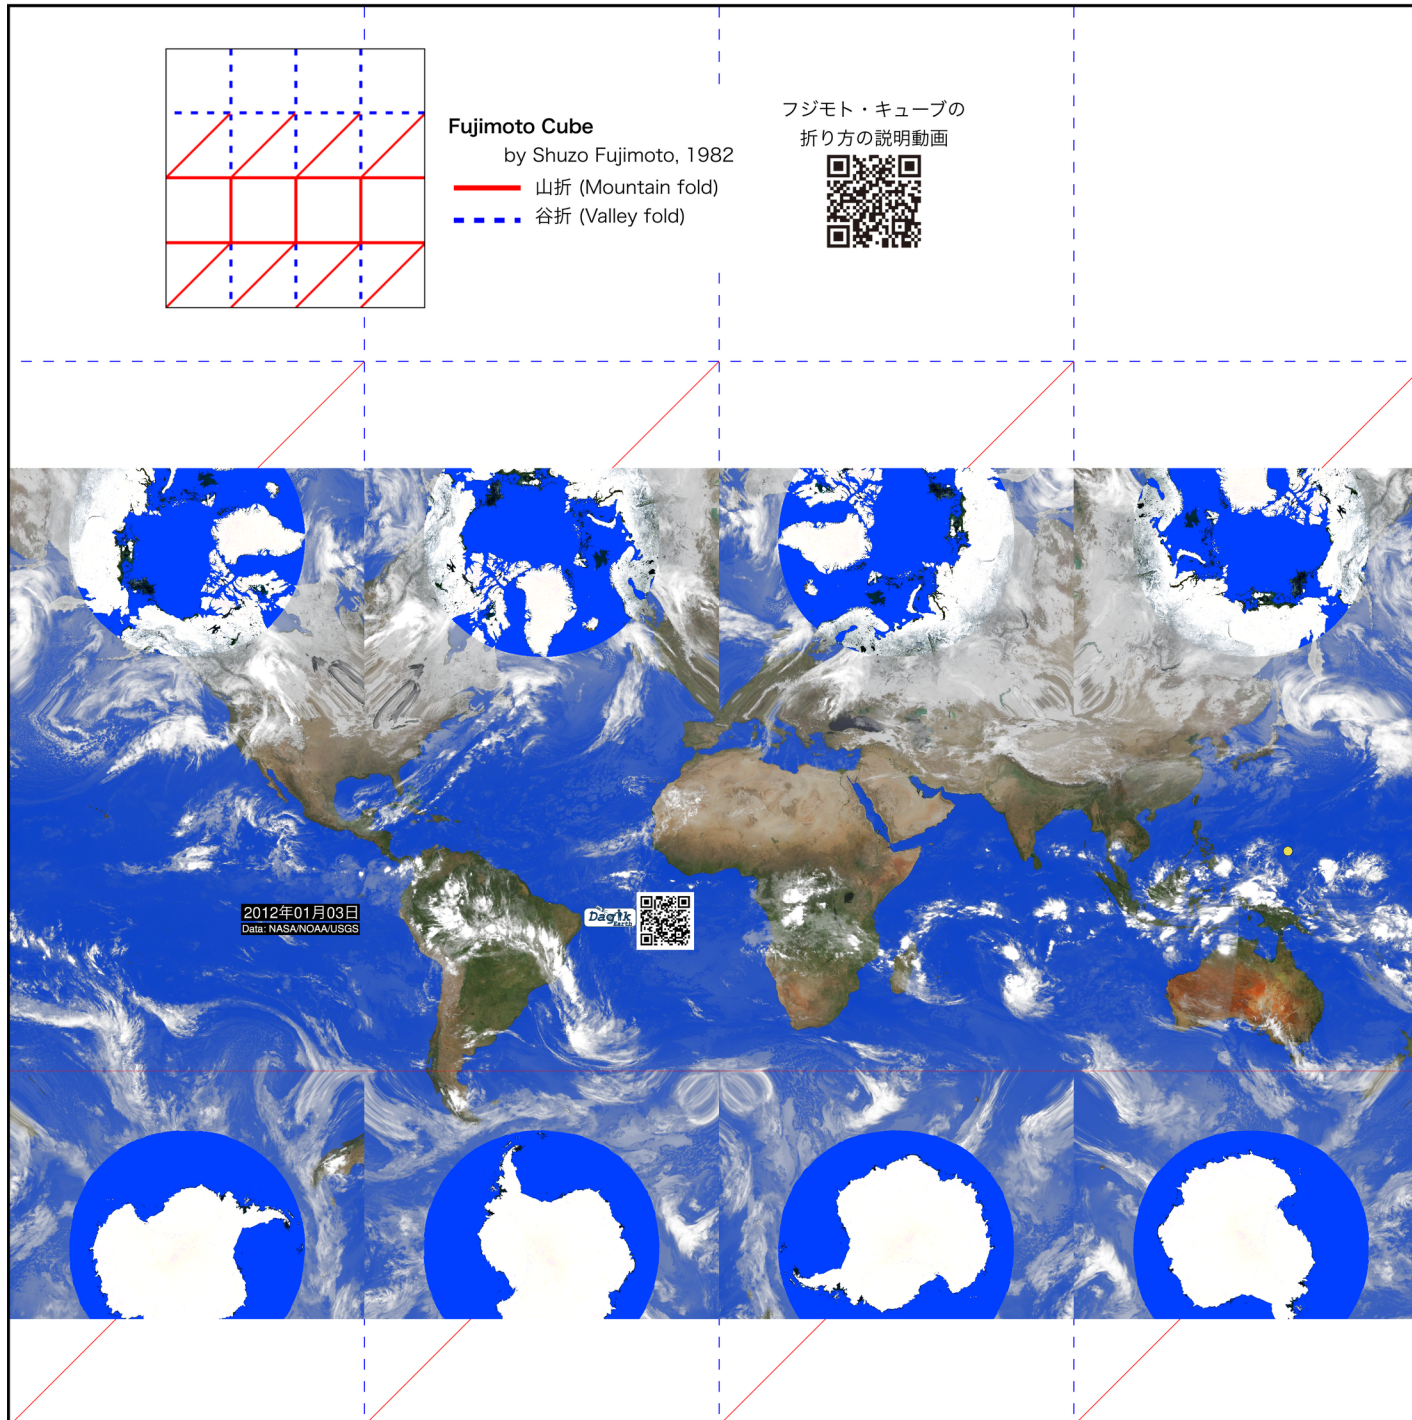 Fujimoto Cube
by Shuzo Fujimoto, 1982
山折 (Mountain fold)
谷折 (Valley fold)
フジモト・キューブの
折り方の説明動画
2012年01月03日
Data: NASA/NOAA/USGS
Dagik
Earth